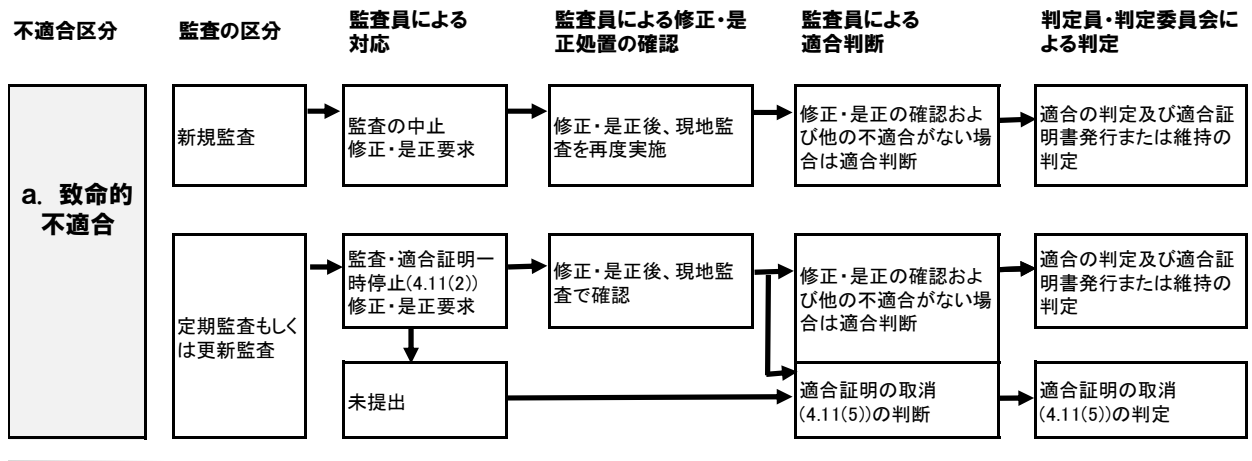 不適合区分
監査の区分
監査員による
対応
監査員による修正・是
正処置の確認
監査員による
適合判断
判定員・判定委員会に
よる判定
a. 致命的
不適合
新規監査
監査の中止
修正・是正要求
修正・是正後、現地監
査を再度実施
修正・是正の確認およ
び他の不適合がない場
合は適合判断
適合の判定及び適合証
明書発行または維持の
判定
定期監査もしく
は更新監査
監査・適合証明一
時停止(4.11(2))
修正・是正要求
修正・是正後、現地監
査で確認
修正・是正の確認およ
び他の不適合がない場
合は適合判断
適合の判定及び適合証
明書発行または維持の
判定
未提出
適合証明の取消
(4.11(5))の判断
適合証明の取消
(4.11(5))の判定